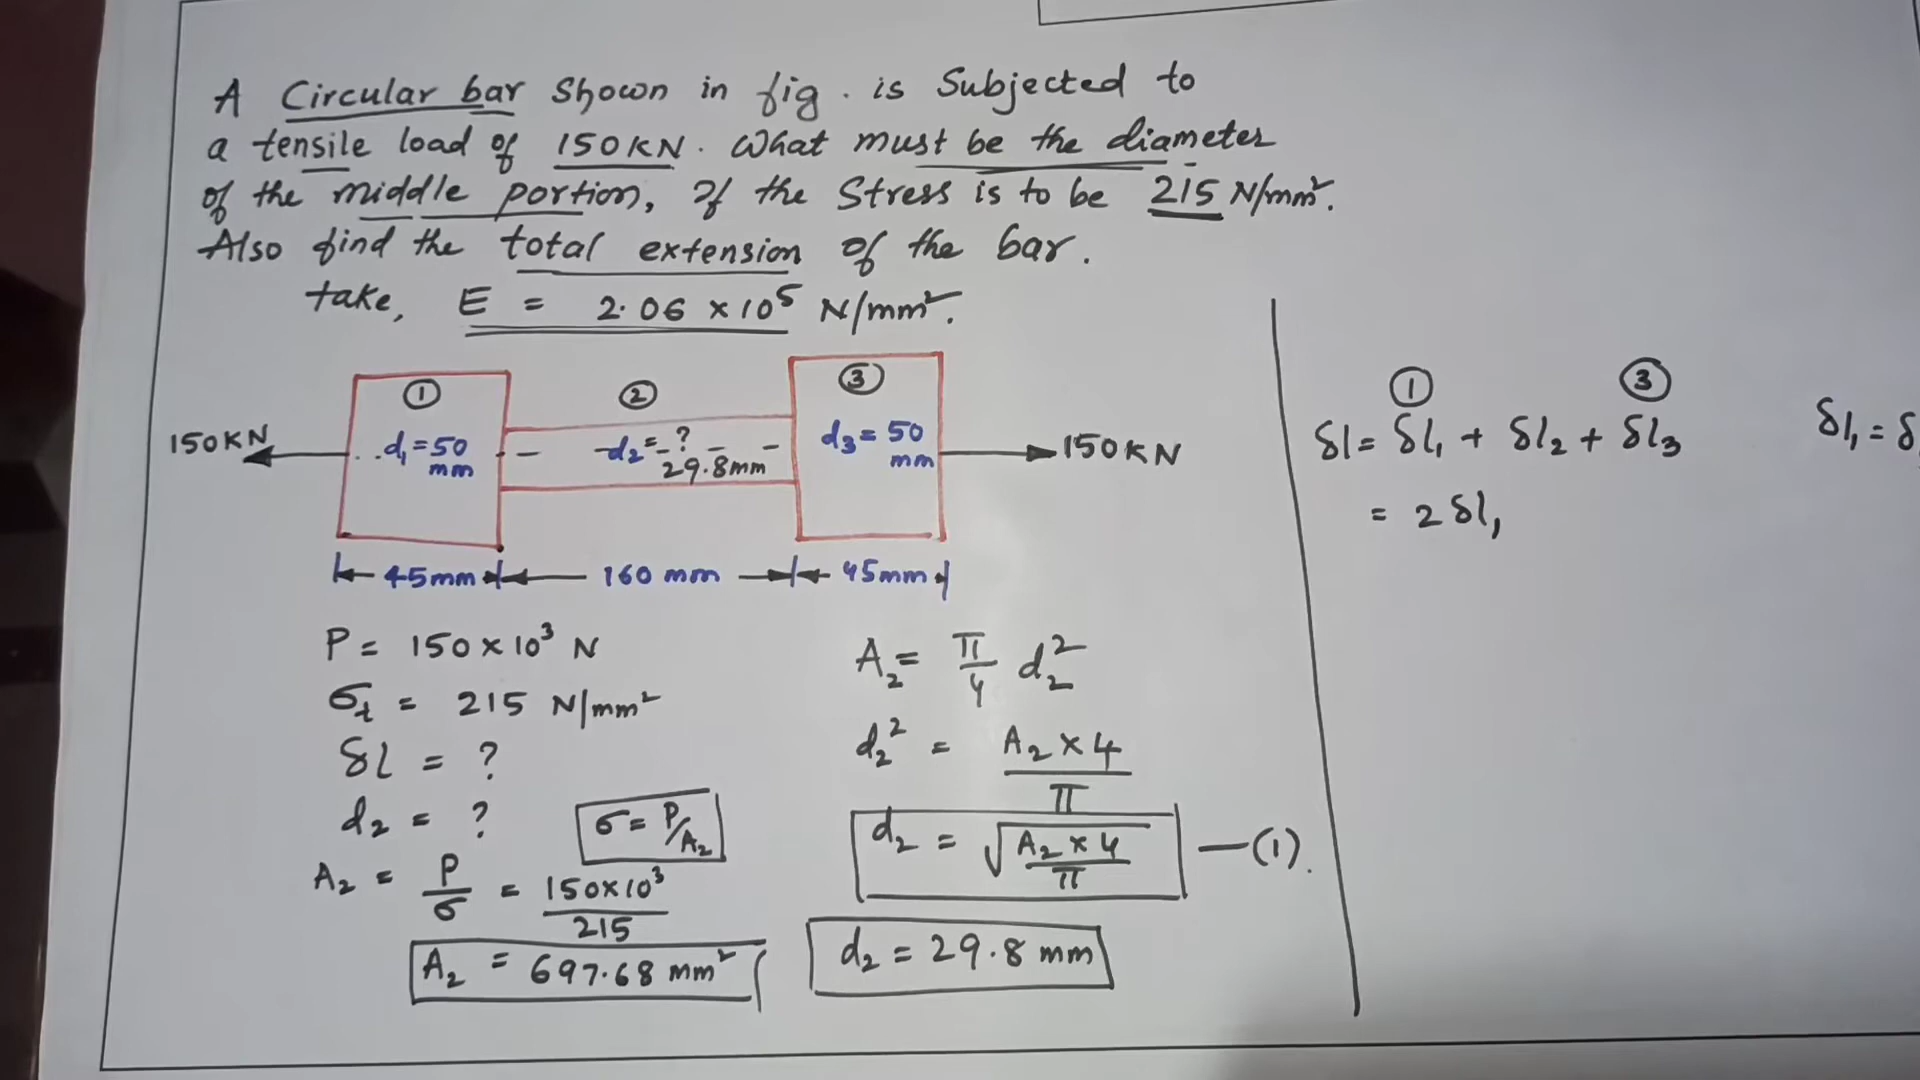 A Circular bar Shown in fig. is Subjected to
a tensile load of 150KN. What must be the diameter
of the middle portion, If the Stress is to be 215 N/mm².
Also find the total extension of the bar.
take, E = 2.06 × 10⁵ N/mm².
① ② ③
150KN d₁=50 mm d₂=? 29.8mm d₃=50 mm 150KN
45mm 160 mm 45mm
P = 150×10³ N
σt = 215 N/mm²
δl = ?
d₂ = ?
σ = P/A₂
A₂ = P/σ = 150×10³/215
A₂ = 697.68 mm²
A₂ = π/4 d₂²
d₂² = A₂×4/π
d₂ = √(A₂×4/π) —(1).
d₂ = 29.8 mm
① ③
δl = δl₁ + δl₂ + δl₃ δl₁ = δ
= 2δl₁